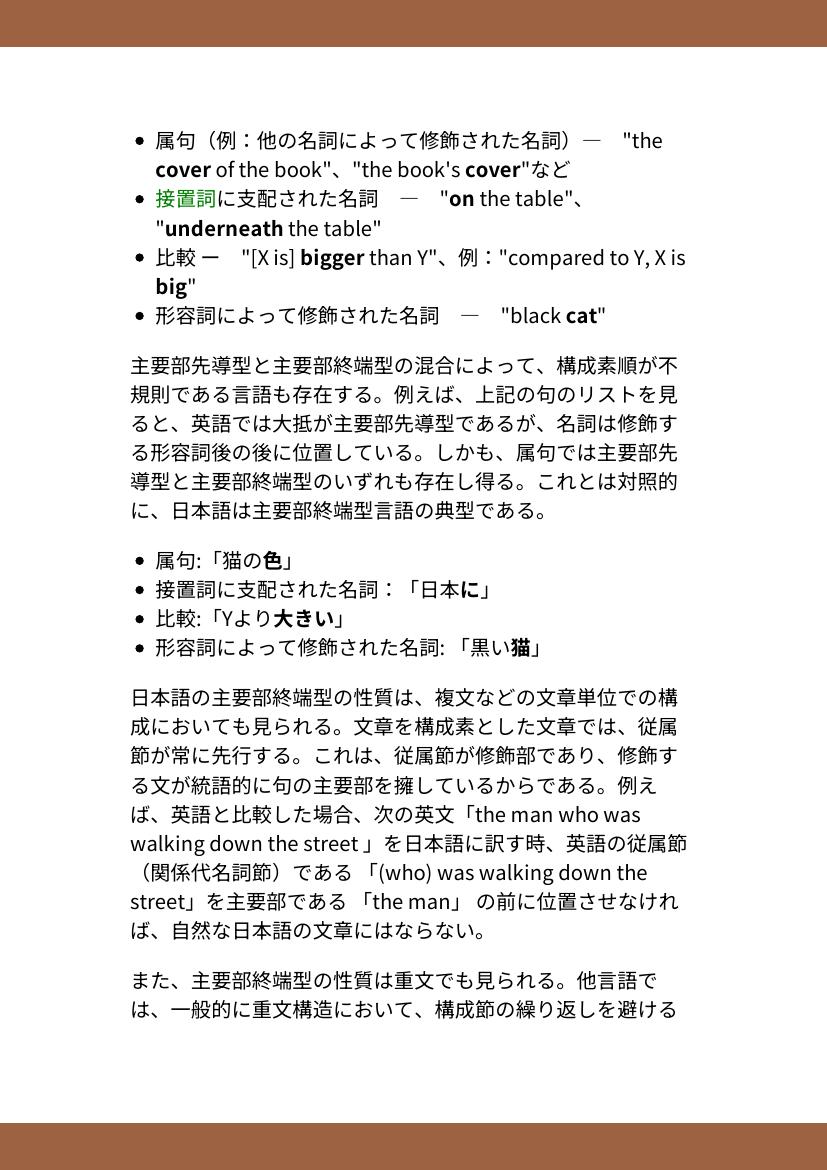 • 属句（例：他の名詞によって修飾された名詞）―　"the
cover of the book"、"the book's cover"など
• 接置詞に支配された名詞　―　"on the table"、
"underneath the table"
• 比較 ー　"[X is] bigger than Y"、例："compared to Y, X is
big"
• 形容詞によって修飾された名詞　―　"black cat"
主要部先導型と主要部終端型の混合によって、構成素順が不
規則である言語も存在する。例えば、上記の句のリストを見
ると、英語では大抵が主要部先導型であるが、名詞は修飾す
る形容詞後の後に位置している。しかも、属句では主要部先
導型と主要部終端型のいずれも存在し得る。これとは対照的
に、日本語は主要部終端型言語の典型である。
• 属句:「猫の色」
• 接置詞に支配された名詞：「日本に」
• 比較:「Yより大きい」
• 形容詞によって修飾された名詞: 「黒い猫」
日本語の主要部終端型の性質は、複文などの文章単位での構
成においても見られる。文章を構成素とした文章では、従属
節が常に先行する。これは、従属節が修飾部であり、修飾す
る文が統語的に句の主要部を擁しているからである。例え
ば、英語と比較した場合、次の英文「the man who was
walking down the street 」を日本語に訳す時、英語の従属節
（関係代名詞節）である 「(who) was walking down the
street」を主要部である 「the man」 の前に位置させなけれ
ば、自然な日本語の文章にはならない。
また、主要部終端型の性質は重文でも見られる。他言語で
は、一般的に重文構造において、構成節の繰り返しを避ける